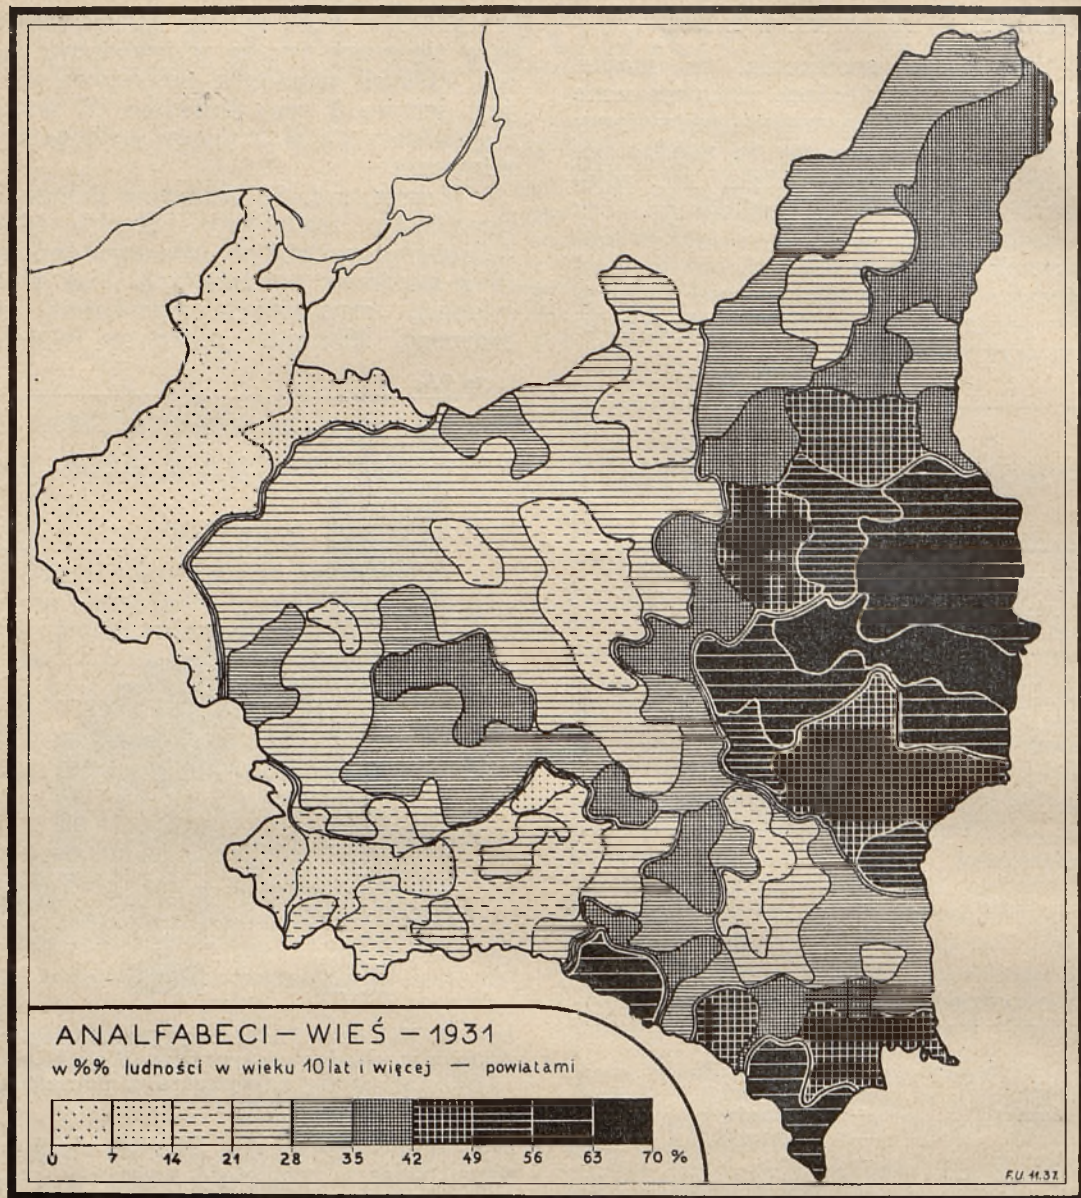 ANALFABECI – WIEŚ – 1931
w %% ludności w wieku 10 lat i więcej — powiatami
0 7 14 21 28 35 42 49 56 63 70 %
F.U. 11.37.